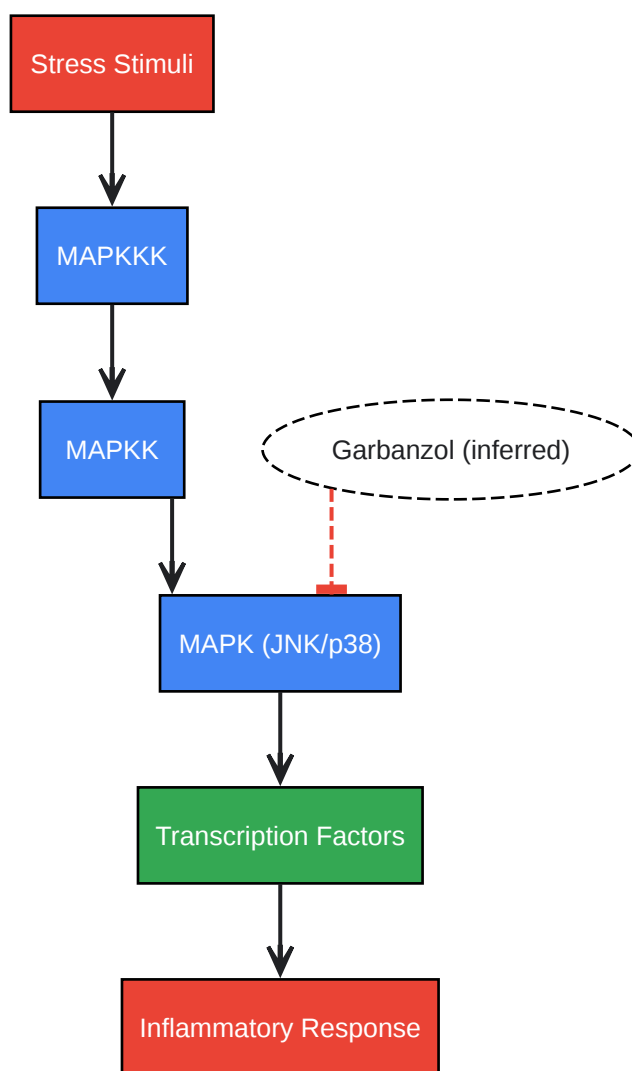 Stress Stimuli
MAPKKK
MAPKK
Garbanzol (inferred)
MAPK (JNK/p38)
Transcription Factors
Inflammatory Response